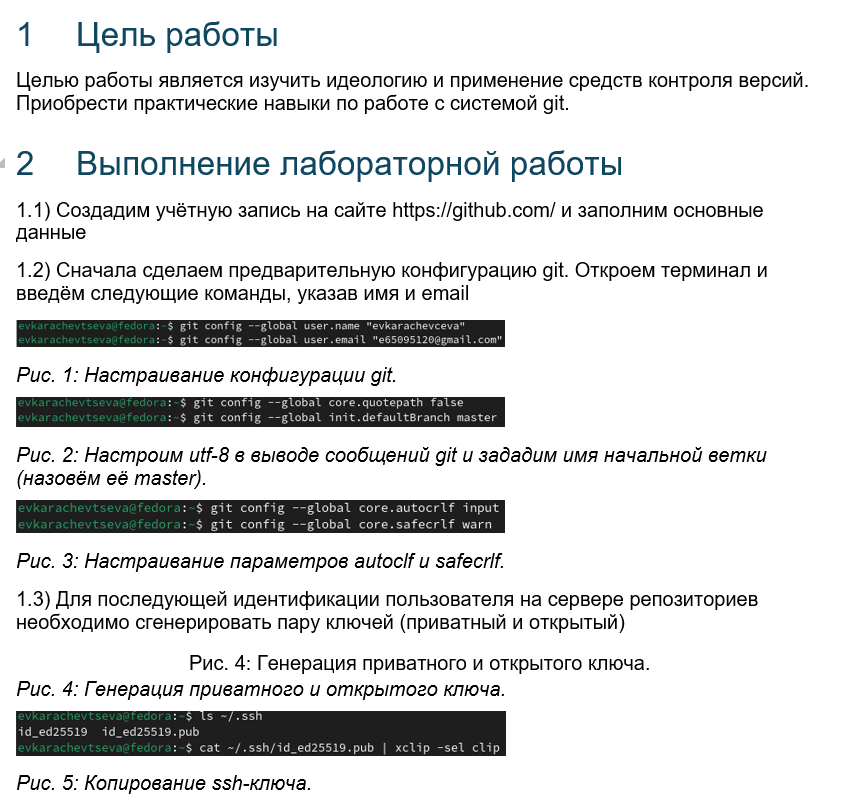 1 Цель работы
Целью работы является изучить идеологию и применение средств контроля версий.
Приобрести практические навыки по работе с системой git.
2 Выполнение лабораторной работы
1.1) Создадим учётную запись на сайте https://github.com/ и заполним основные
данные
1.2) Сначала сделаем предварительную конфигурацию git. Откроем терминал и
введём следующие команды, указав имя и email
evkarachevtseva@fedora:~$ git config --global user.name "evkarachevceva"
evkarachevtseva@fedora:~$ git config --global user.email "e65095120@gmail.com"
Рис. 1: Настраивание конфигурации git.
evkarachevtseva@fedora:~$ git config --global core.quotepath false
evkarachevtseva@fedora:~$ git config --global init.defaultBranch master
Рис. 2: Настроим utf-8 в выводе сообщений git и зададим имя начальной ветки
(назовём её master).
evkarachevtseva@fedora:~$ git config --global core.autocrlf input
evkarachevtseva@fedora:~$ git config --global core.safecrlf warn
Рис. 3: Настраивание параметров autoclf и safecrlf.
1.3) Для последующей идентификации пользователя на сервере репозиториев
необходимо сгенерировать пару ключей (приватный и открытый)
Рис. 4: Генерация приватного и открытого ключа.
Рис. 4: Генерация приватного и открытого ключа.
evkarachevtseva@fedora:~$ ls ~/.ssh
id_ed25519 id_ed25519.pub
evkarachevtseva@fedora:~$ cat ~/.ssh/id_ed25519.pub | xclip -sel clip
Рис. 5: Копирование ssh-ключа.